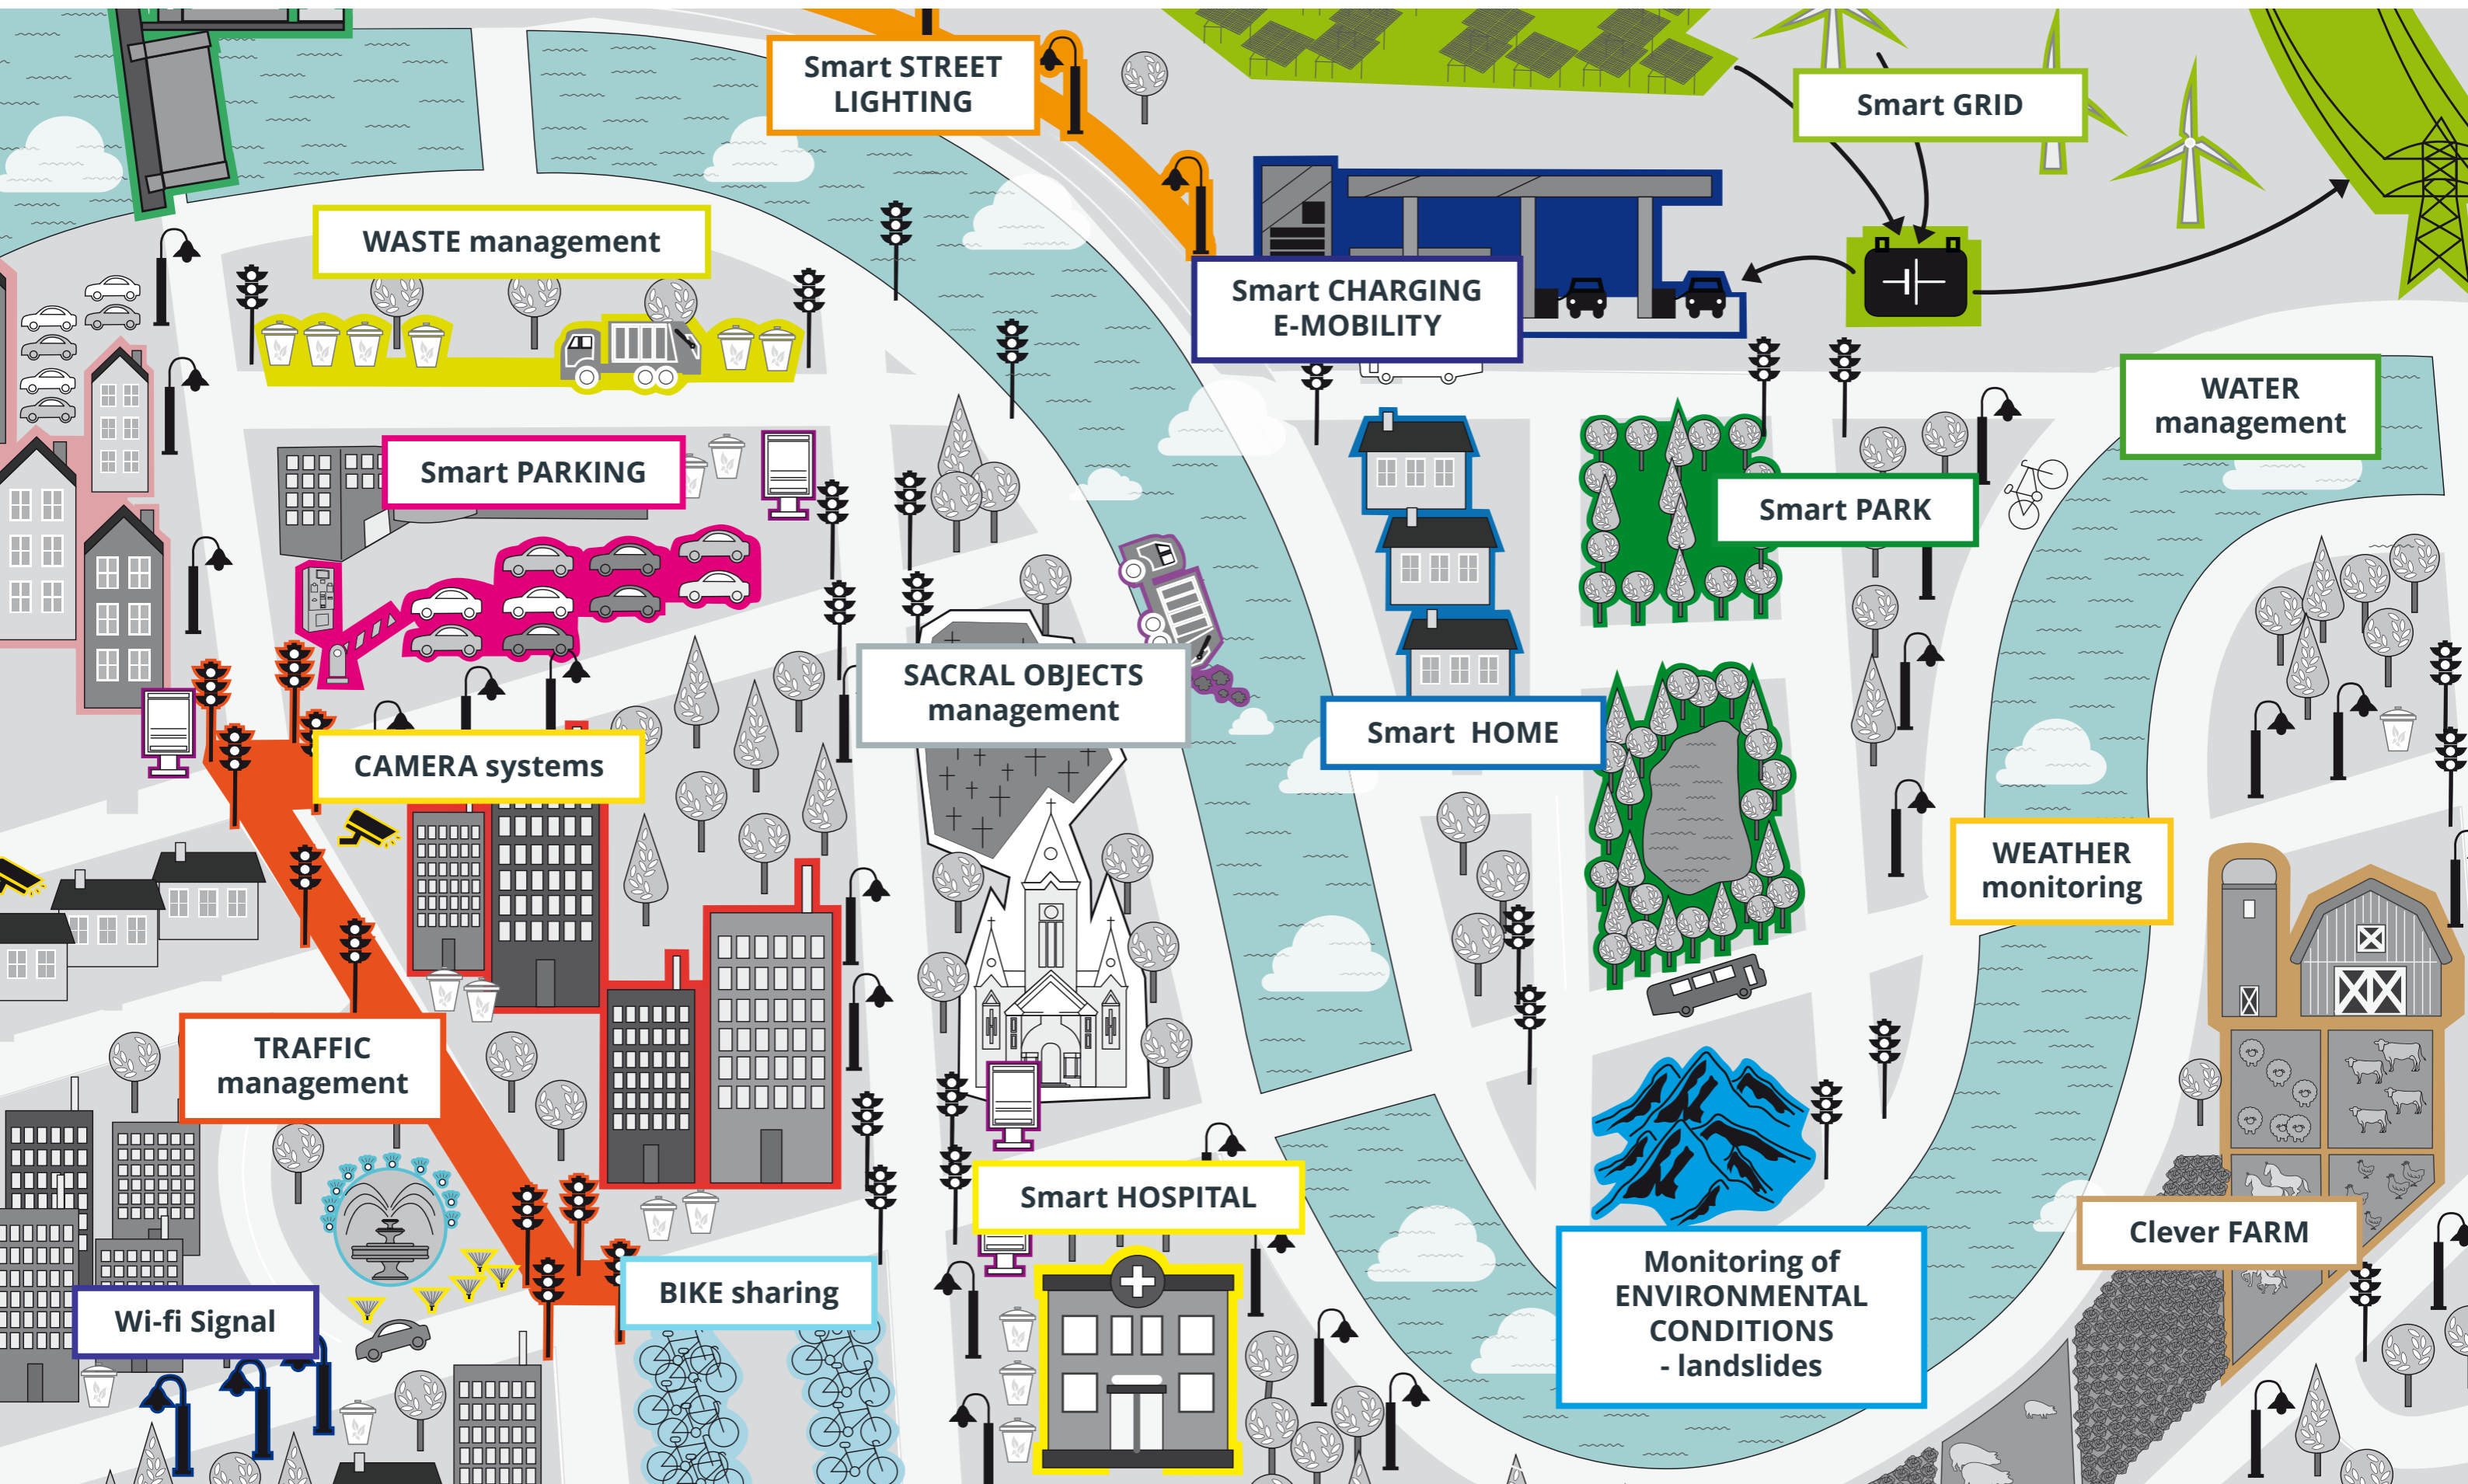 Smart STREET
LIGHTING
Smart GRID
WASTE management
Smart CHARGING
E-MOBILITY
WATER
management
Smart PARKING
Smart PARK
SACRAL OBJECTS
management
Smart HOME
CAMERA systems
WEATHER
monitoring
TRAFFIC
management
Smart HOSPITAL
Clever FARM
Monitoring of
ENVIRONMENTAL
CONDITIONS
- landslides
BIKE sharing
Wi-fi Signal